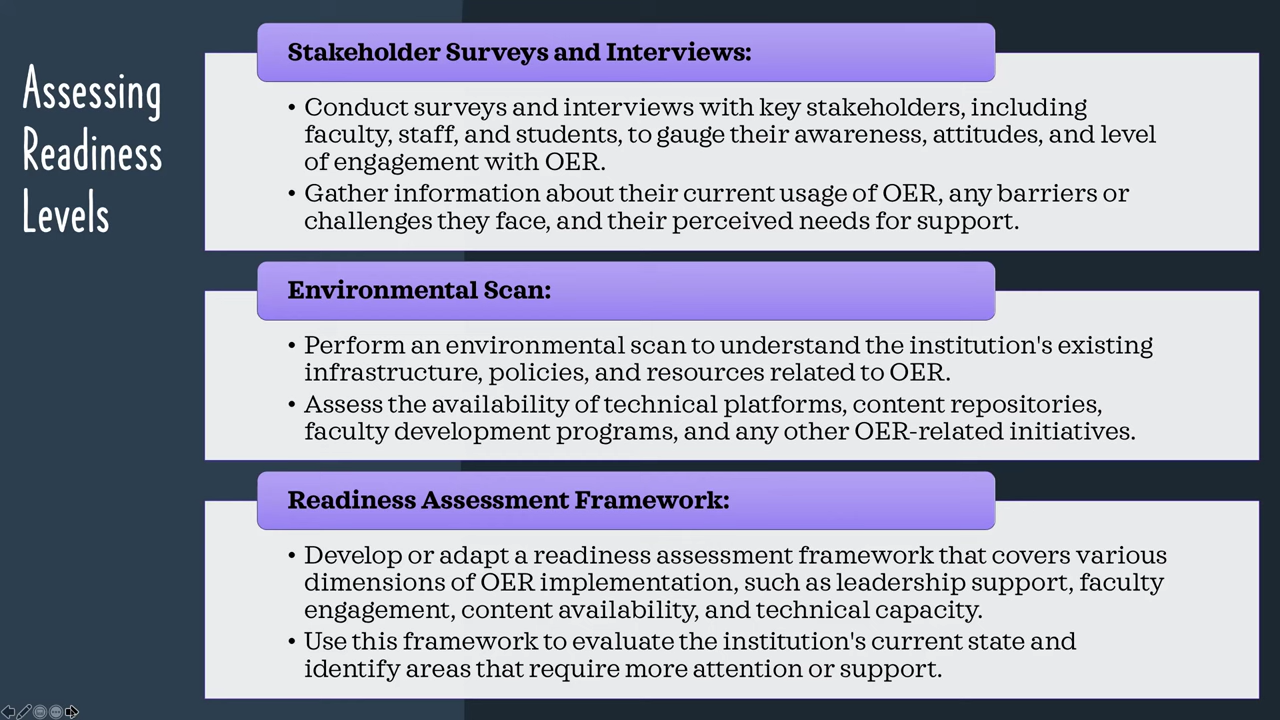 Assessing
Readiness
Levels
Stakeholder Surveys and Interviews:
• Conduct surveys and interviews with key stakeholders, including
faculty, staff, and students, to gauge their awareness, attitudes, and level
of engagement with OER.
• Gather information about their current usage of OER, any barriers or
challenges they face, and their perceived needs for support.
Environmental Scan:
• Perform an environmental scan to understand the institution's existing
infrastructure, policies, and resources related to OER.
• Assess the availability of technical platforms, content repositories,
faculty development programs, and any other OER-related initiatives.
Readiness Assessment Framework:
• Develop or adapt a readiness assessment framework that covers various
dimensions of OER implementation, such as leadership support, faculty
engagement, content availability, and technical capacity.
• Use this framework to evaluate the institution's current state and
identify areas that require more attention or support.